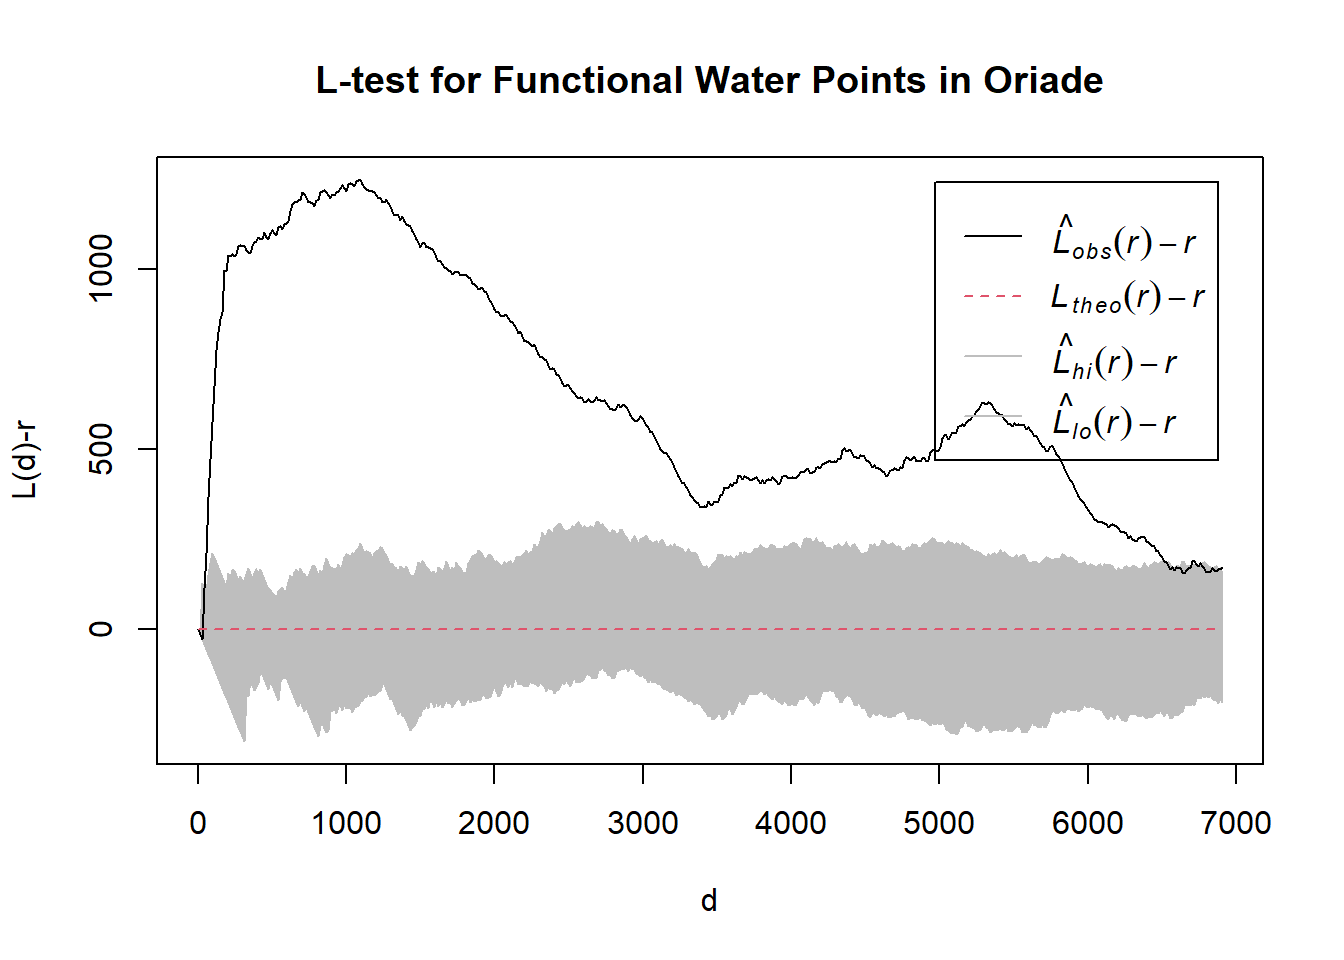 L-test for Functional Water Points in Oriade
L(d)-r
1000
500
0
L̂obs(r) − r
Ltheo(r) − r
L̂hi(r) − r
L̂lo(r) − r
0 1000 2000 3000 4000 5000 6000 7000
d